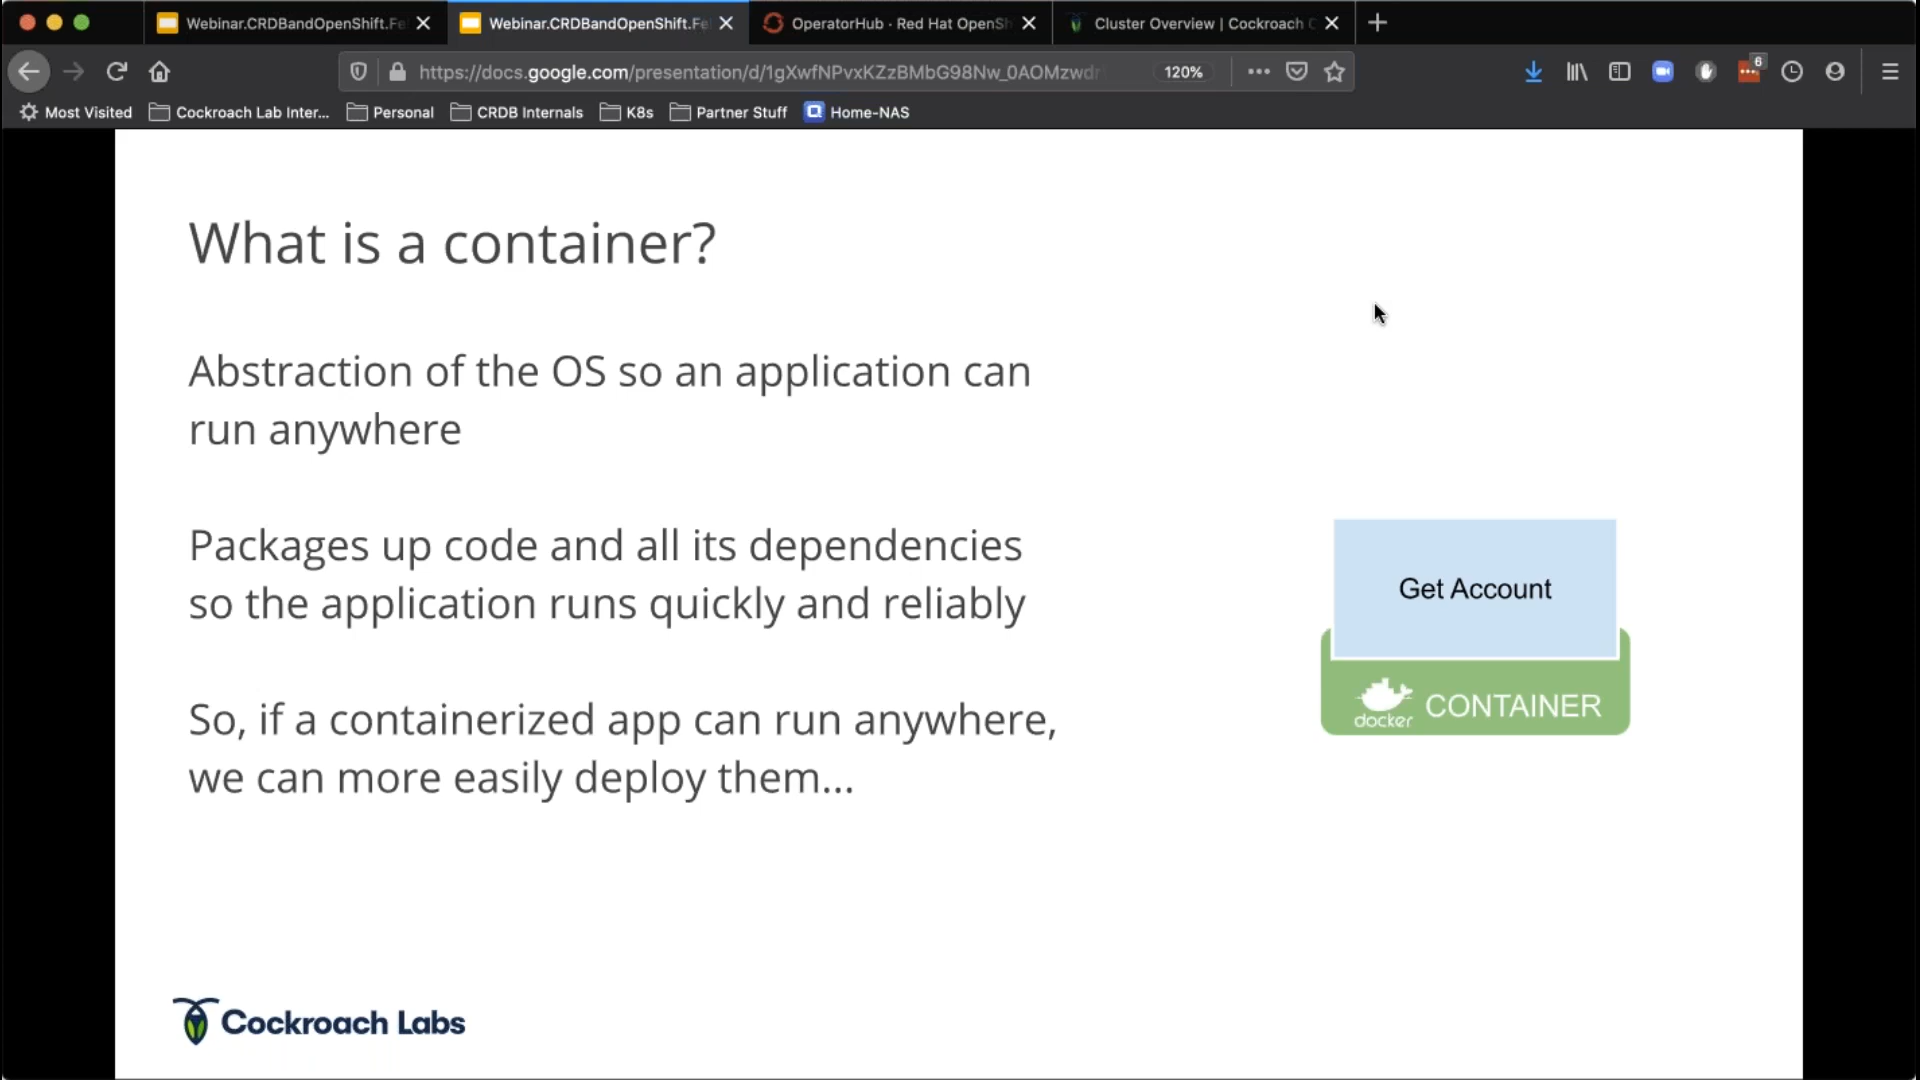 Webinar.CRDBandOpenShift.Fe
Webinar.CRDBandOpenShift.Fe
OperatorHub · Red Hat OpenSh
Cluster Overview | Cockroach C
https://docs.google.com/presentation/d/1gXwfNPvxKZzBMbG98Nw_0AOMzwdr
120%
6
Most Visited
Cockroach Lab Inter...
Personal
CRDB Internals
K8s
Partner Stuff
Home-NAS
What is a container?
Abstraction of the OS so an application can
run anywhere
Packages up code and all its dependencies
so the application runs quickly and reliably
So, if a containerized app can run anywhere,
we can more easily deploy them...
Get Account
docker CONTAINER
Cockroach Labs